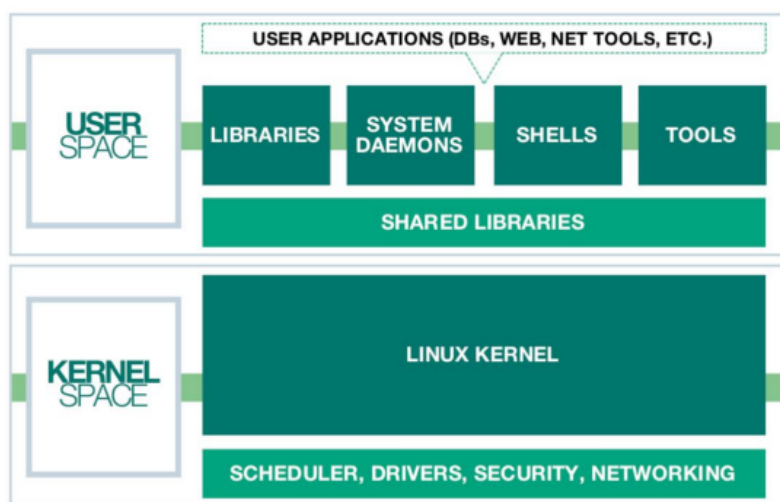 USER APPLICATIONS (DBs, WEB, NET TOOLS, ETC.)
USER
SPACE
LIBRARIES
SYSTEM
DAEMONS
SHELLS
TOOLS
SHARED LIBRARIES
KERNEL
SPACE
LINUX KERNEL
SCHEDULER, DRIVERS, SECURITY, NETWORKING